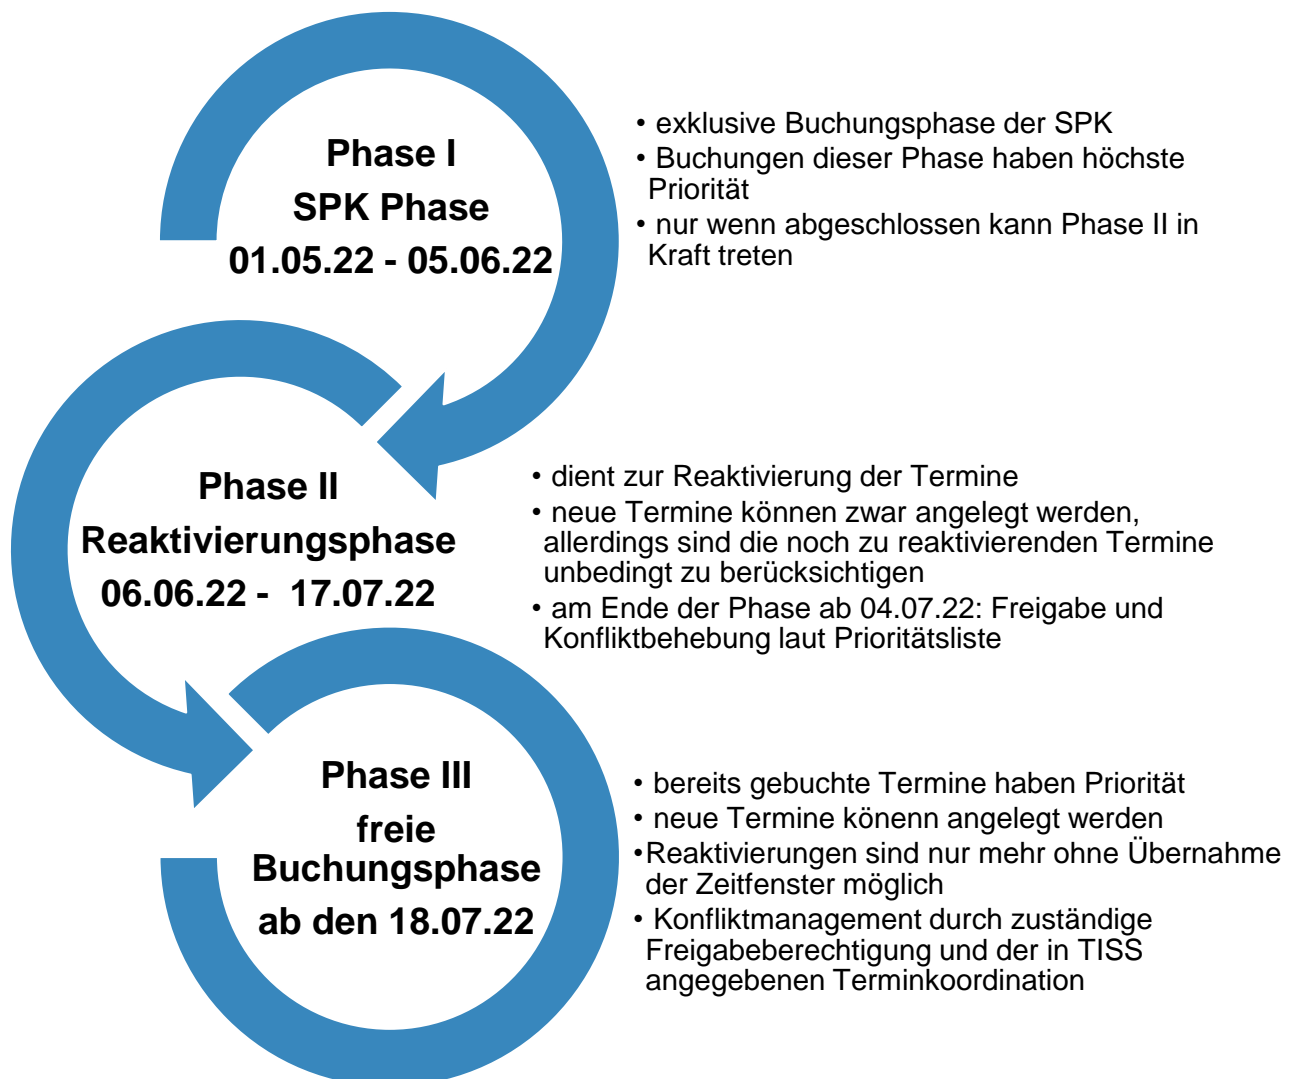 Phase I
SPK Phase
01.05.22 - 05.06.22
• exklusive Buchungsphase der SPK
• Buchungen dieser Phase haben höchste
Priorität
• nur wenn abgeschlossen kann Phase II in
Kraft treten
Phase II
Reaktivierungsphase
06.06.22 -  17.07.22
• dient zur Reaktivierung der Termine
• neue Termine können zwar angelegt werden,
allerdings sind die noch zu reaktivierenden Termine
unbedingt zu berücksichtigen
• am Ende der Phase ab 04.07.22: Freigabe und
Konfliktbehebung laut Prioritätsliste
Phase III
freie
Buchungsphase
ab den 18.07.22
• bereits gebuchte Termine haben Priorität
• neue Termine könenn angelegt werden
•Reaktivierungen sind nur mehr ohne Übernahme
der Zeitfenster möglich
• Konfliktmanagement durch zuständige
Freigabeberechtigung und der in TISS
angegebenen Terminkoordination